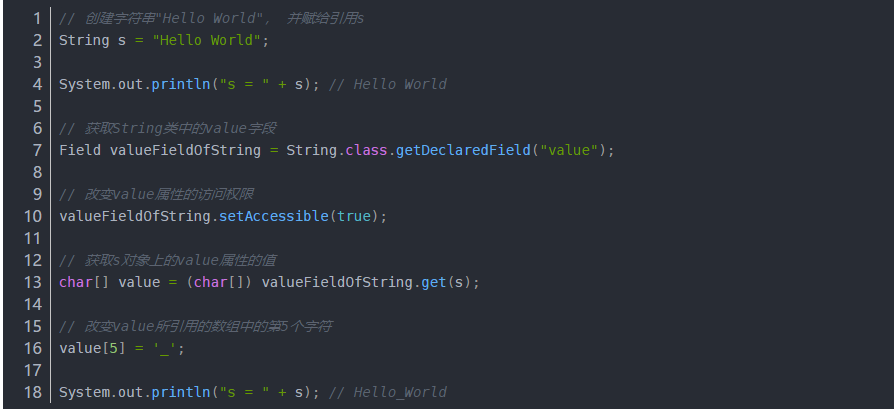 1 // 创建字符串"Hello World", 并赋给引用s
2 String s = "Hello World";
3
4 System.out.println("s = " + s); // Hello World
5
6 // 获取String类中的value字段
7 Field valueFieldOfString = String.class.getDeclaredField("value");
8
9 // 改变value属性的访问权限
10 valueFieldOfString.setAccessible(true);
11
12 // 获取s对象上的value属性的值
13 char[] value = (char[]) valueFieldOfString.get(s);
14
15 // 改变value所引用的数组中的第5个字符
16 value[5] = '_';
17
18 System.out.println("s = " + s); // Hello_World